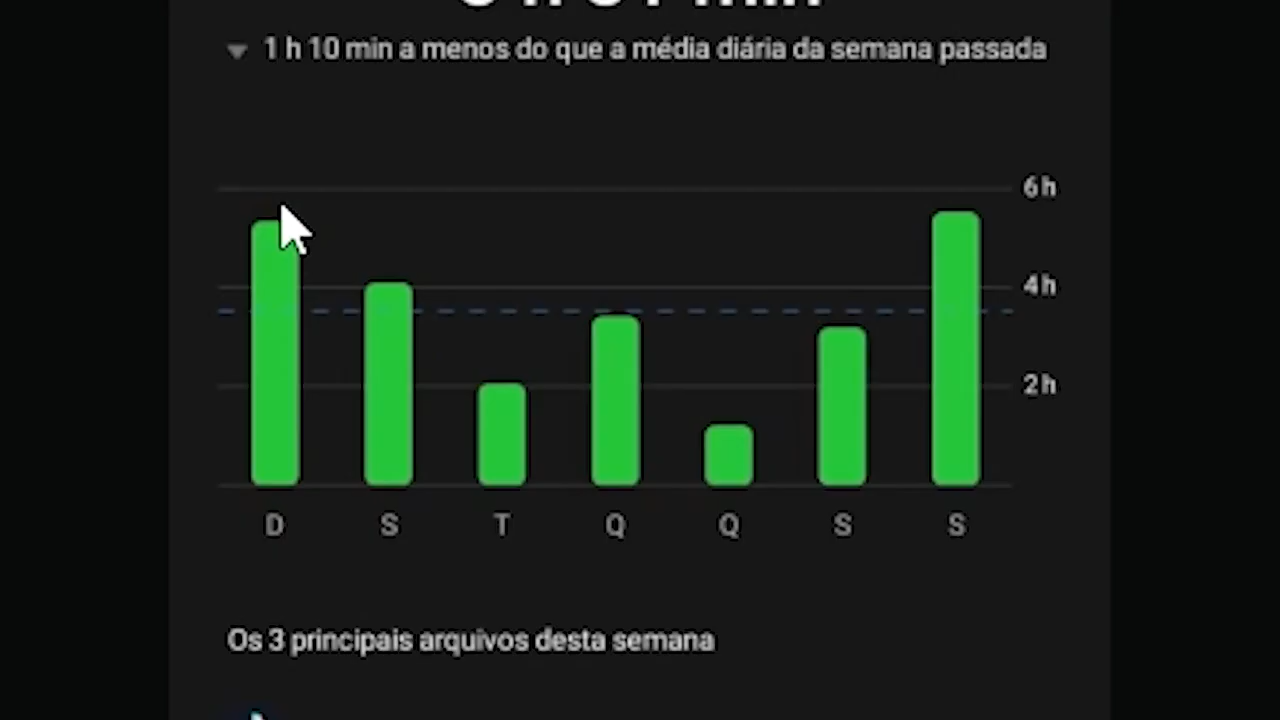 1 h 10 min a menos do que a média diária da semana passada
6 h
4 h
2 h
D S T Q Q S S
Os 3 principais arquivos desta semana